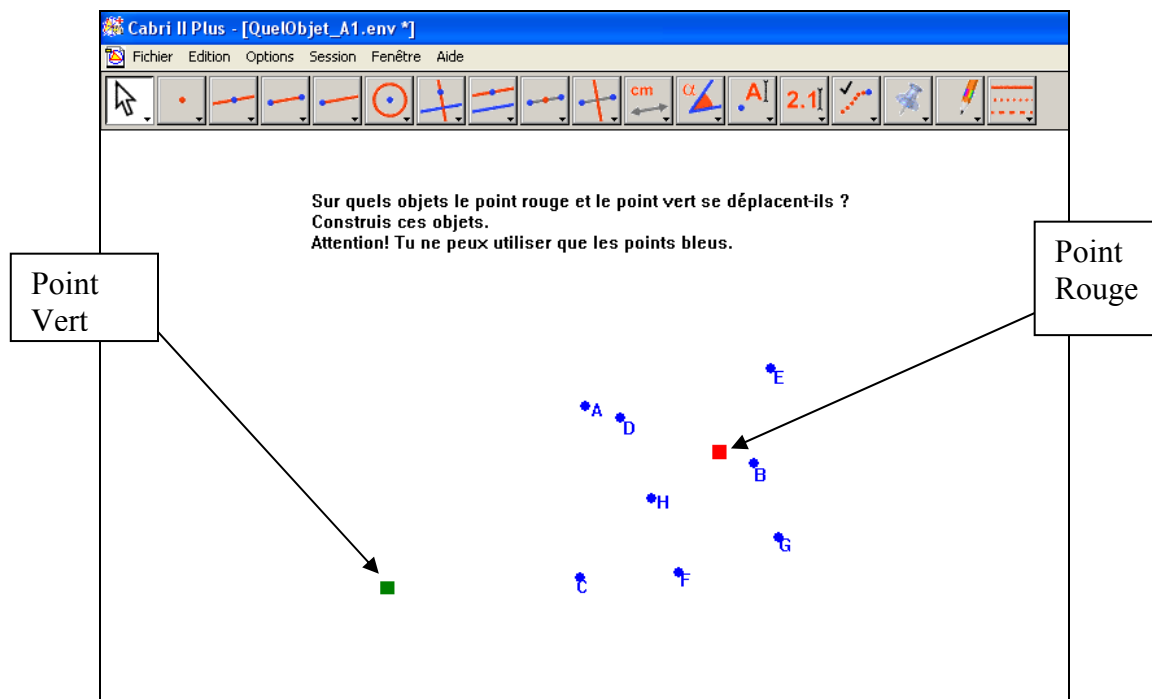 Cabri II Plus - [QuelObjet_A1.env *]
Fichier Edition Options Session Fenêtre Aide
cm α A 2.1
Sur quels objets le point rouge et le point vert se déplacent-ils ?
Construis ces objets.
Attention! Tu ne peux utiliser que les points bleus.
Point
Vert
Point
Rouge
E
A
D
B
H
G
C
F